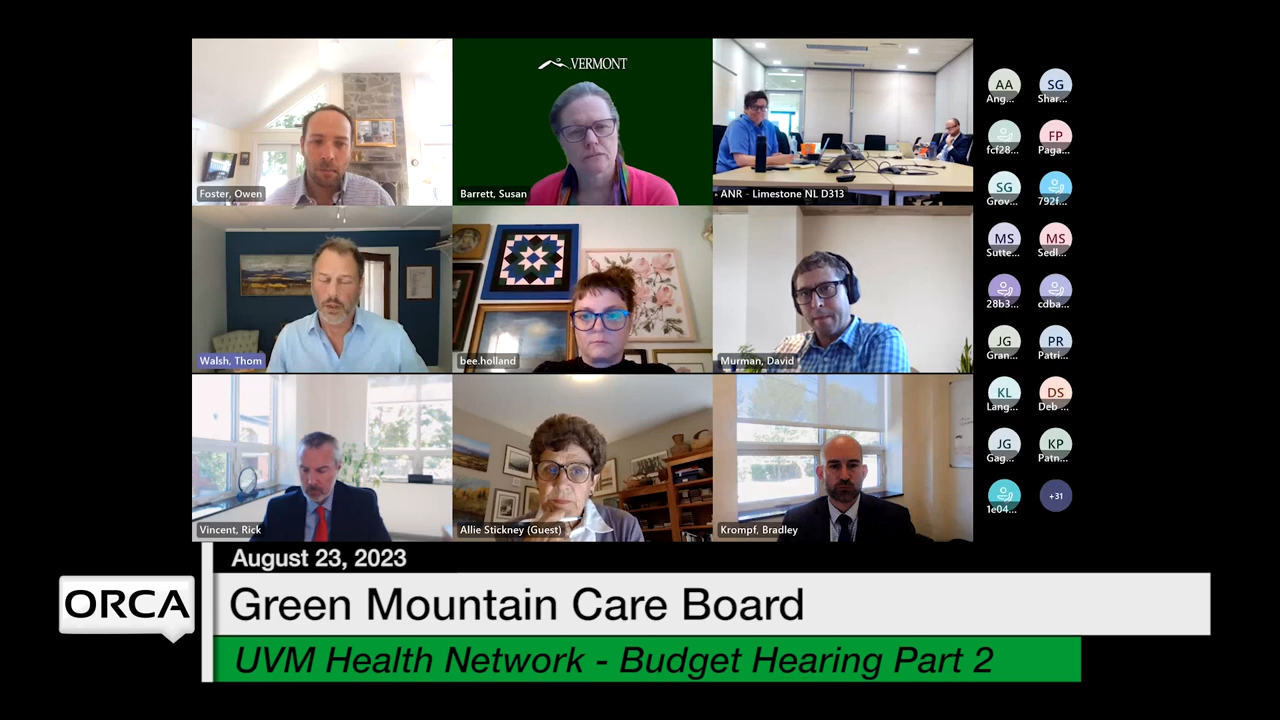 VERMONT
Foster, Owen
Barrett, Susan
ANR - Limestone NL D313
Walsh, Thom
bee.holland
Murman, David
Vincent, Rick
Allie Stickney (Guest)
Krompf, Bradley
AA
SG
Ang...
Shar...
FP
fcf28...
Paga...
SG
Grov...
792f...
MS
MS
Sutte...
Sedl...
28b3...
cdba...
JG
PR
Gran...
Patri...
KL
DS
Lang...
Deb ...
JG
KP
Gag...
Patn...
1e04...
+31
August 23, 2023
ORCA
Green Mountain Care Board
UVM Health Network - Budget Hearing Part 2